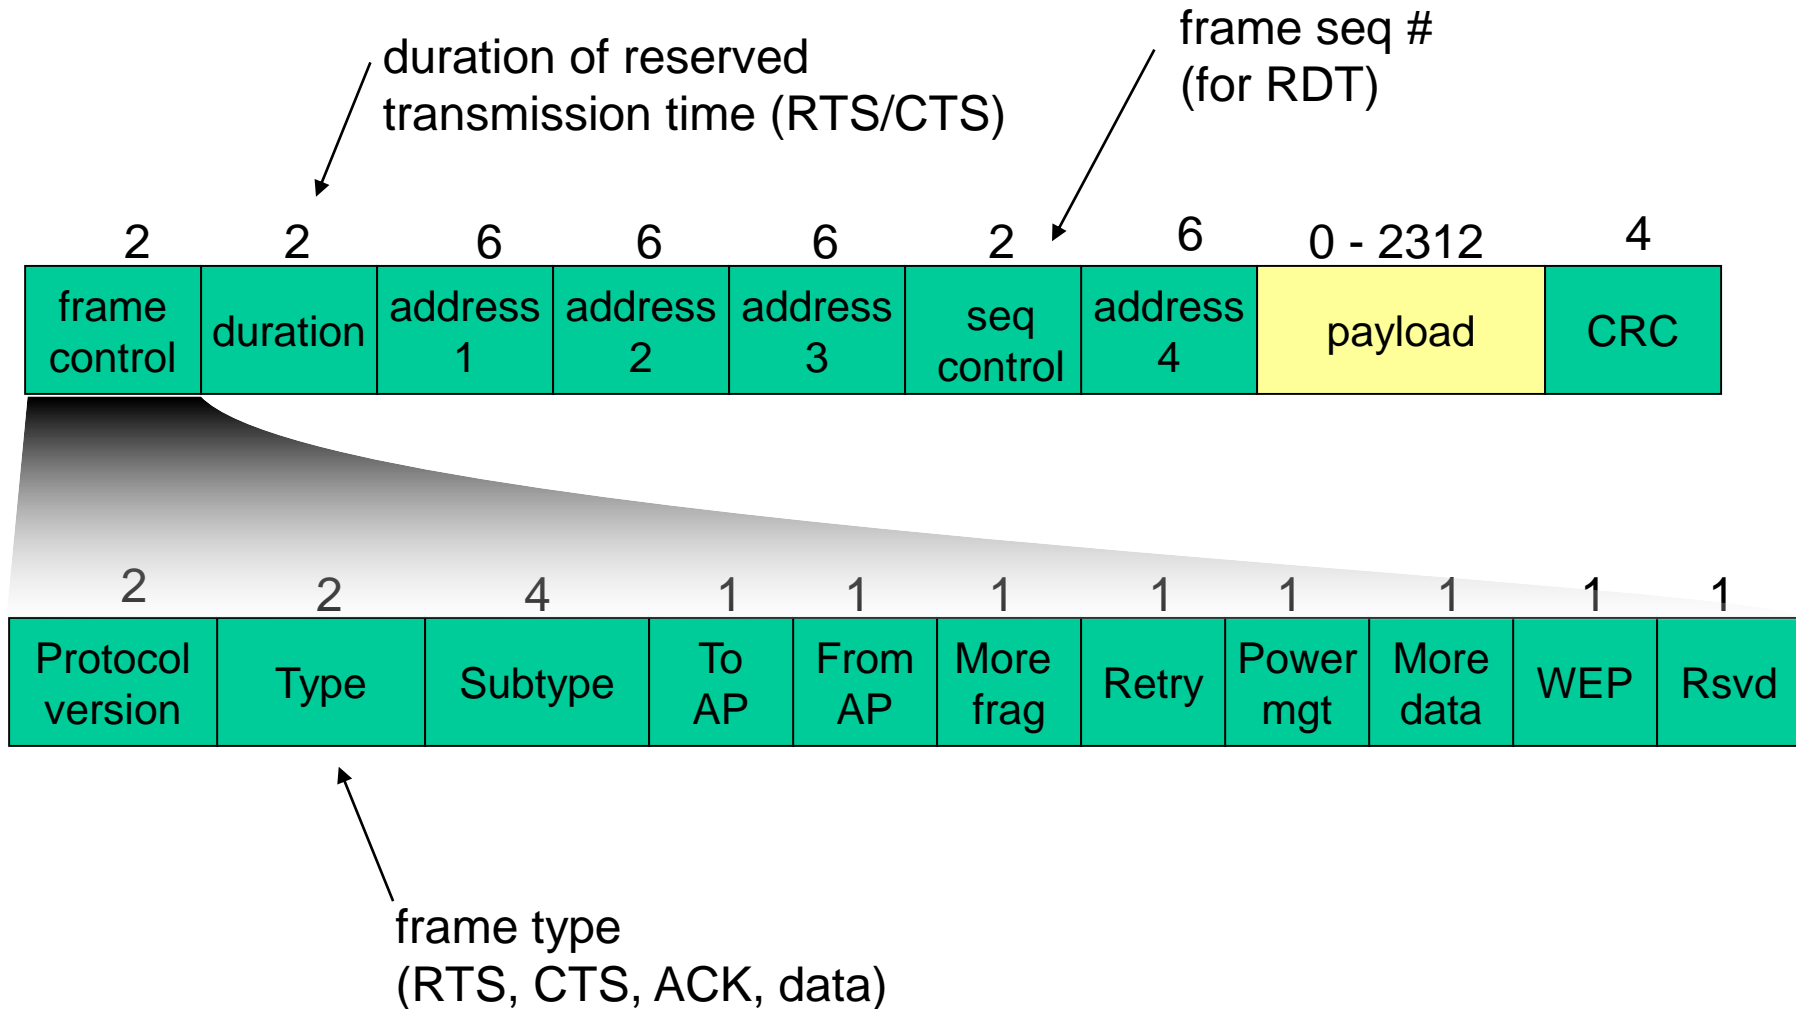 duration of reserved
transmission time (RTS/CTS)
frame seq #
(for RDT)
2 2 6 6 6 2 6 0 - 2312 4
frame
control
duration
address
1
address
2
address
3
seq
control
address
4
payload
CRC
2 2 4 1 1 1 1 1 1 1 1
Protocol
version
Type
Subtype
To
AP
From
AP
More
frag
Retry
Power
mgt
More
data
WEP
Rsvd
frame type
(RTS, CTS, ACK, data)